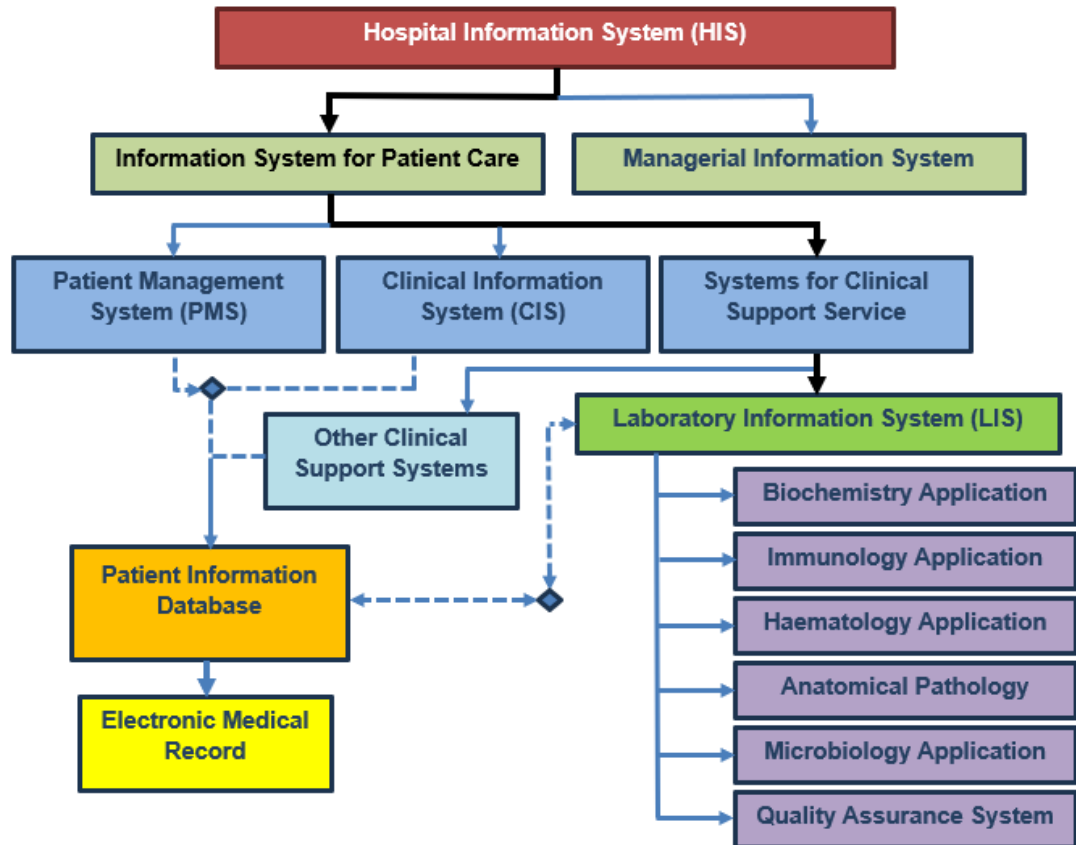 Hospital Information System (HIS)
Information System for Patient Care
Managerial Information System
Patient Management
System (PMS)
Clinical Information
System (CIS)
Systems for Clinical
Support Service
Other Clinical
Support Systems
Laboratory Information System (LIS)
Biochemistry Application
Immunology Application
Haematology Application
Anatomical Pathology
Microbiology Application
Quality Assurance System
Patient Information
Database
Electronic Medical
Record